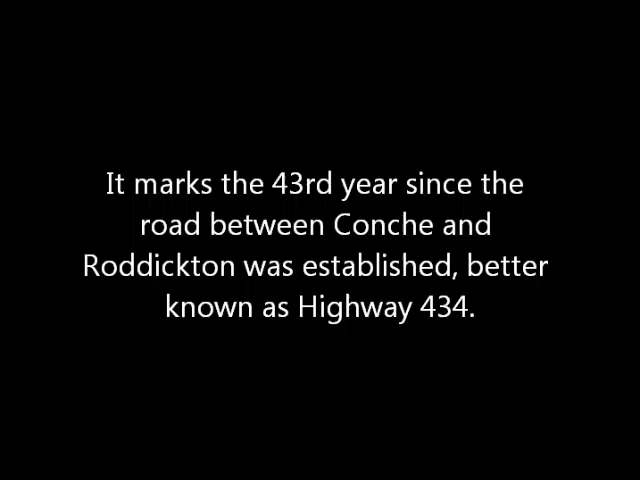 It marks the 43rd year since the
road between Conche and
Roddickton was established, better
known as Highway 434.